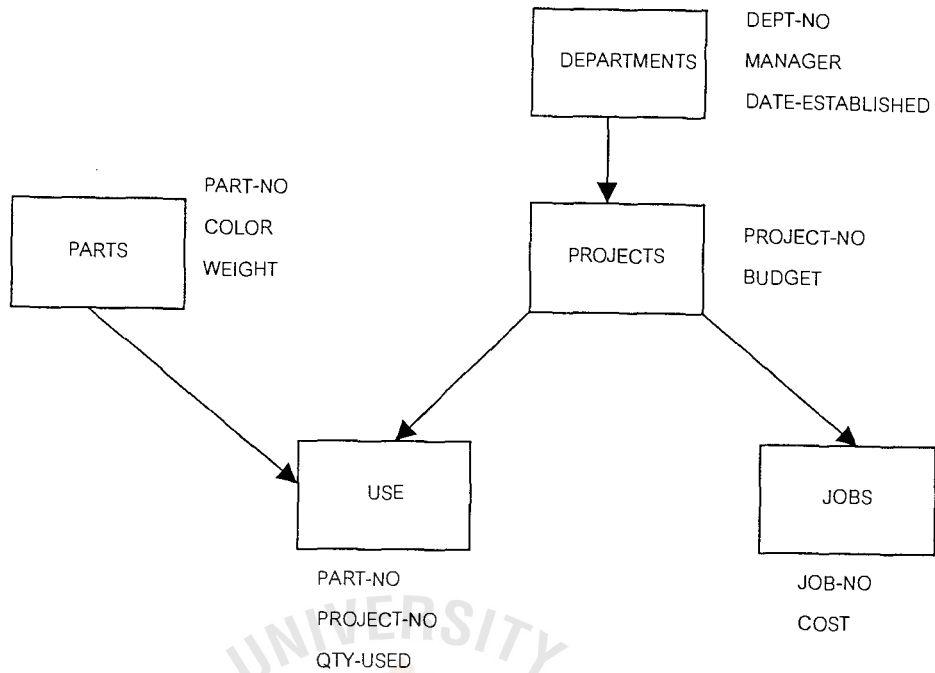 DEPARTMENTS
DEPT-NO
MANAGER
DATE-ESTABLISHED
PARTS
PART-NO
COLOR
WEIGHT
PROJECTS
PROJECT-NO
BUDGET
USE
PART-NO
PROJECT-NO
QTY-USED
JOBS
JOB-NO
COST
UNIVERSITY